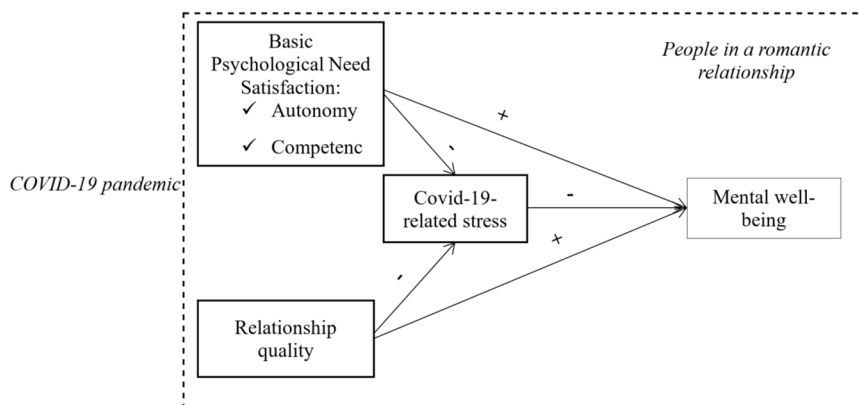 Basic
Psychological Need
Satisfaction:
✓ Autonomy
✓ Competenc
People in a romantic
relationship
+
-
COVID-19 pandemic
Covid-19-
related stress
-
Mental well-
being
+
-
Relationship
quality